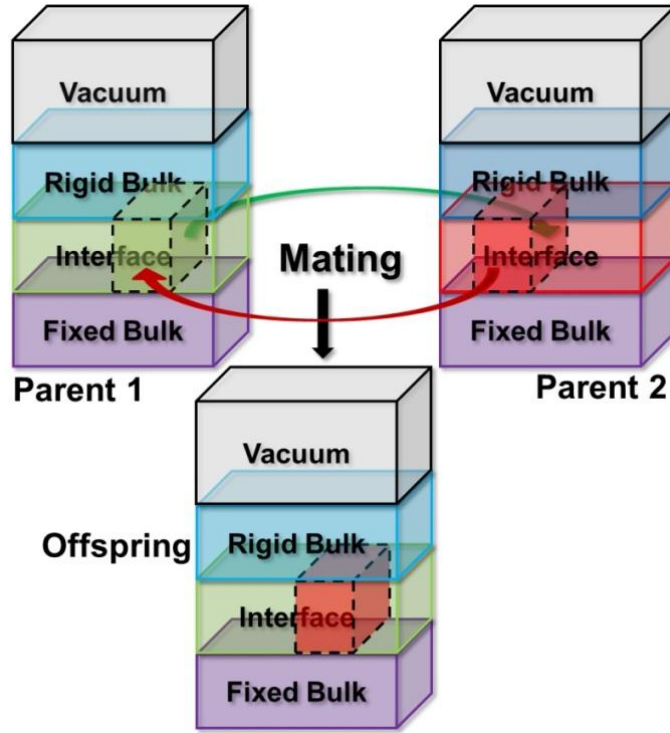 Vacuum
Vacuum
Rigid Bulk
Rigid Bulk
Interface
Mating
Interface
Fixed Bulk
Fixed Bulk
Parent 1
Parent 2
Vacuum
Offspring
Rigid Bulk
Interface
Fixed Bulk